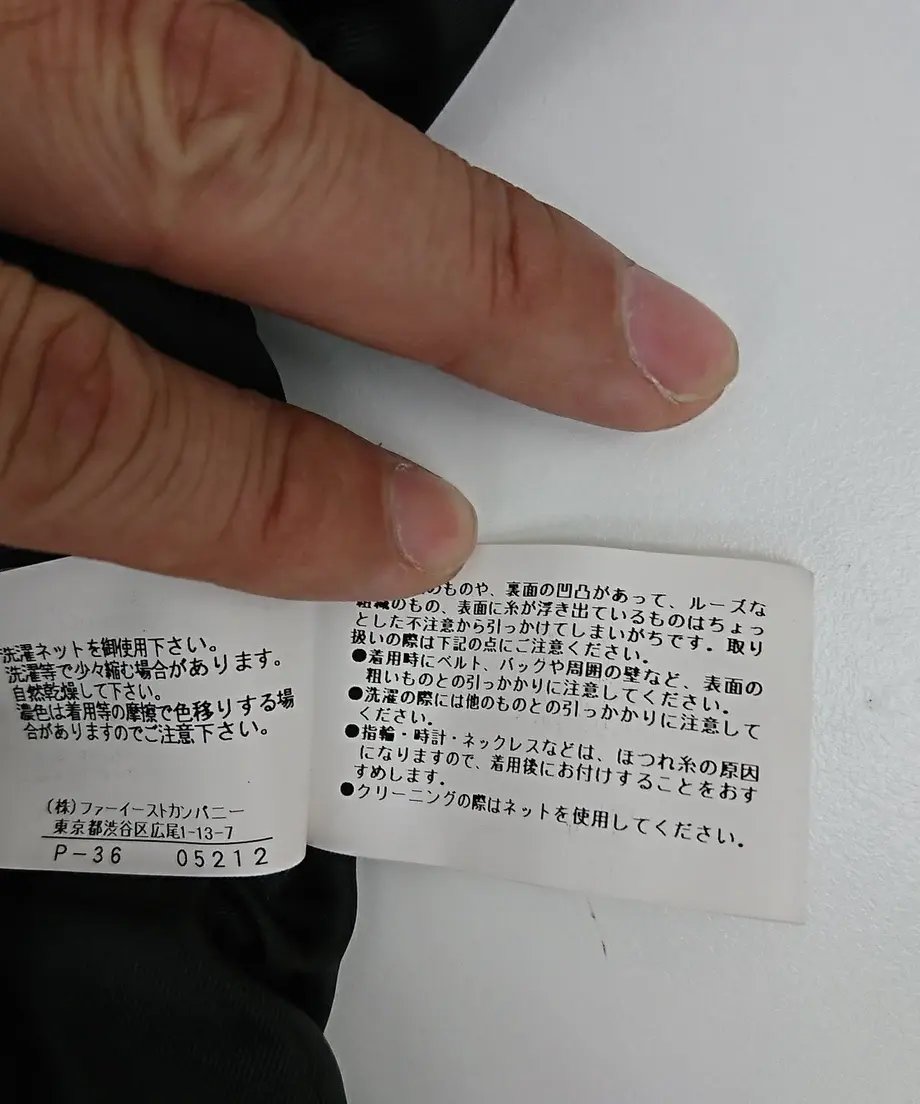 洗濯ネットを御使用下さい。
洗濯等で少々縮む場合があります。
自然乾燥して下さい。
濃色は着用等の摩擦で色移りする場
合がありますのでご注意下さい。
(株)ファーイーストカンパニー
東京都渋谷区広尾1-13-7
P-36 05212
のものや、裏面の凹凸があって、ルーズな
組織のもの、表面に糸が浮き出ているものはちょっ
とした不注意から引っかけてしまいがちです。取り
扱いの際は下記の点にご注意ください。
●着用時にベルト、バックや周囲の壁など、表面の
粗いものとの引っかかりに注意してください。
●洗濯の際には他のものとの引っかかりに注意して
ください。
●指輪・時計・ネックレスなどは、ほつれ糸の原因
になりますので、着用後にお付けすることをおす
すめします。
●クリーニングの際はネットを使用してください。